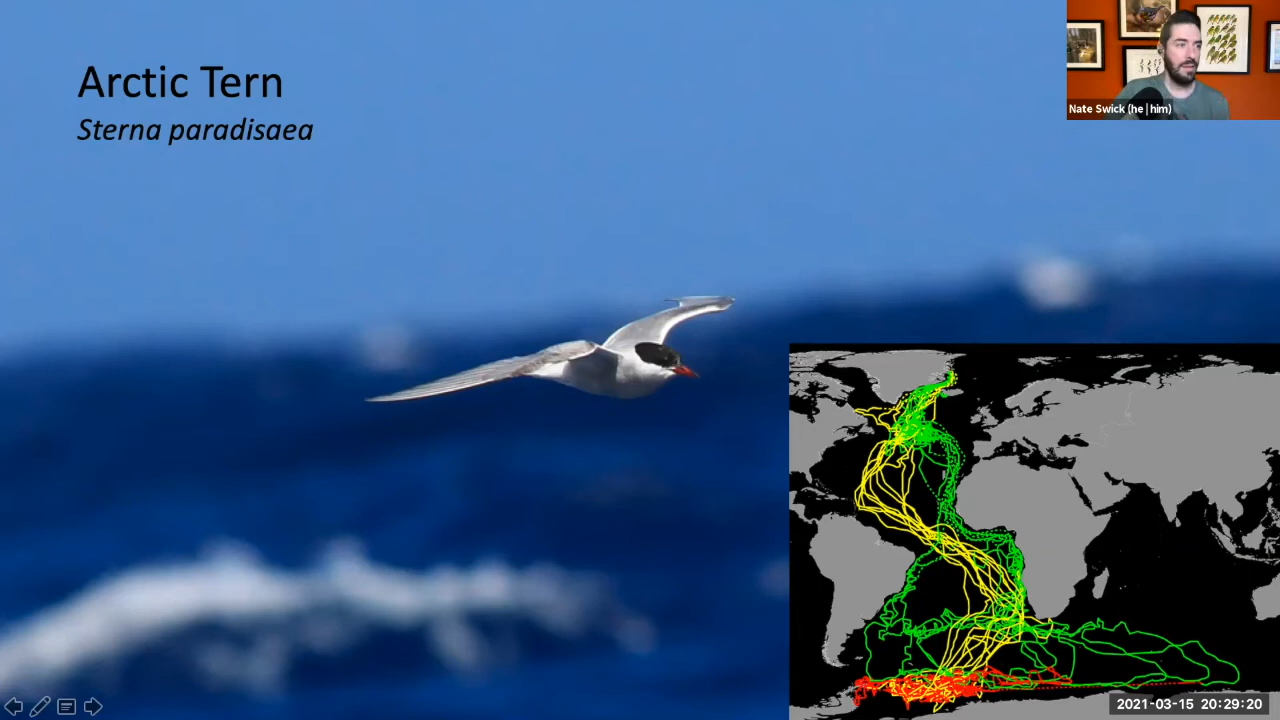 Arctic Tern
Sterna paradisaea
Nate Swick (he|him)
2021-03-15 20:29:20